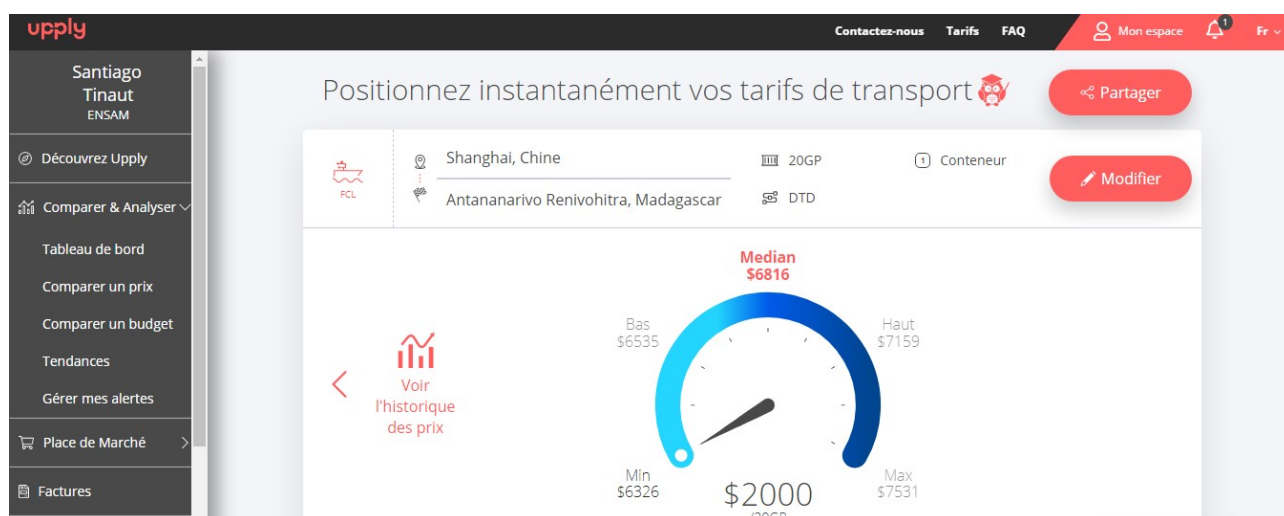 upply
Contactez-nous Tarifs FAQ Mon espace 1 Fr
Santiago
Tinaut
ENSAM
Découvrez Upply
Comparer & Analyser
Tableau de bord
Comparer un prix
Comparer un budget
Tendances
Gérer mes alertes
Place de Marché
Factures
Positionnez instantanément vos tarifs de transport
Partager
FCL
Shanghai, Chine
Antananarivo Renivohitra, Madagascar
20GP
DTD
1 Conteneur
Modifier
Voir
l'historique
des prix
Median
$6816
Bas
$6535
Haut
$7159
Min
$6326
Max
$7531
$2000